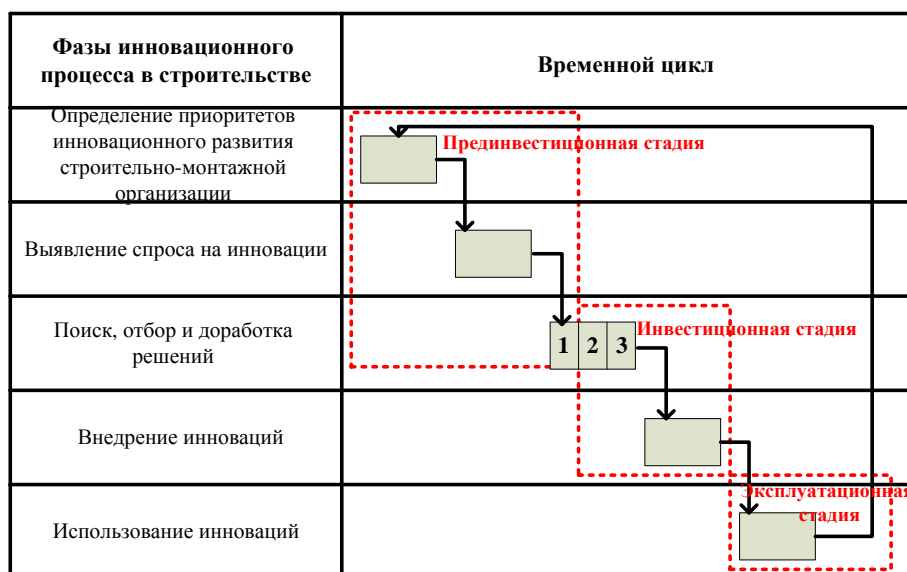 Фазы инновационного
процесса в строительстве
Временной цикл
Определение приоритетов
инновационного развития
строительно-монтажной
организации
Прединвестиционная стадия
Выявление спроса на инновации
Поиск, отбор и доработка
решений
1 2 3
Инвестиционная стадия
Внедрение инноваций
Использование инноваций
Эксплуатационная
стадия